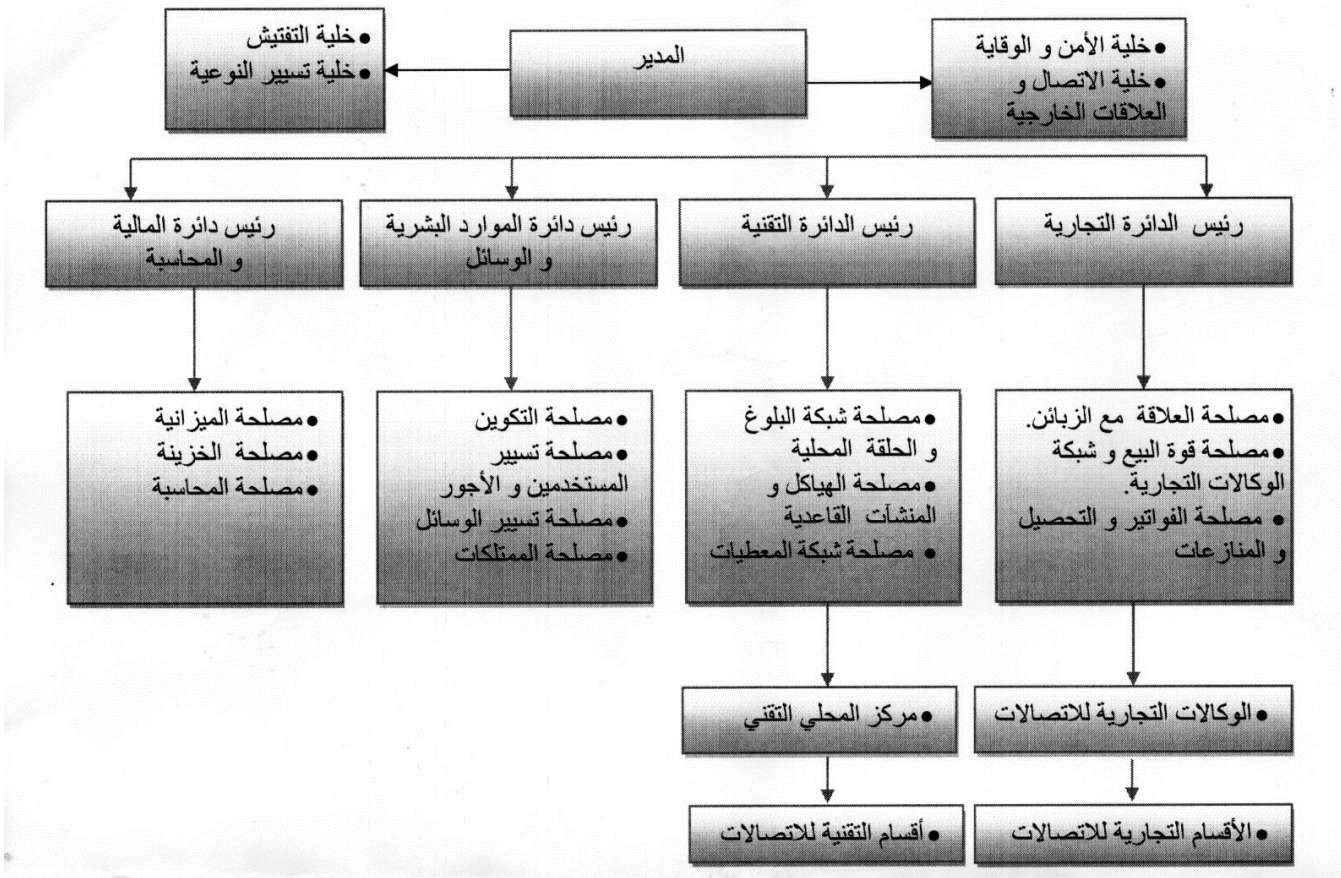 المدير
• خلية الأمن و الوقاية
• خلية الاتصال و
العلاقات الخارجية
• خلية التفتيش
• خلية تسيير النوعية
رئيس الدائرة التجارية
رئيس الدائرة التقنية
رئيس دائرة الموارد البشرية
و الوسائل
رئيس دائرة المالية
و المحاسبة
• مصلحة العلاقة مع الزبائن.
• مصلحة قوة البيع و شبكة
الوكالات التجارية.
• مصلحة الفواتير و التحصيل
و المنازعات
• مصلحة شبكة البلوغ
و الحلقة المحلية
• مصلحة الهياكل و
المنشآت القاعدية
• مصلحة شبكة المعطيات
• مصلحة التكوين
• مصلحة تسيير
المستخدمين و الأجور
• مصلحة تسيير الوسائل
• مصلحة الممتلكات
• مصلحة الميزانية
• مصلحة الخزينة
• مصلحة المحاسبة
• الوكالات التجارية للاتصالات
• مركز المحلي التقني
• الأقسام التجارية للاتصالات
• أقسام التقنية للاتصالات